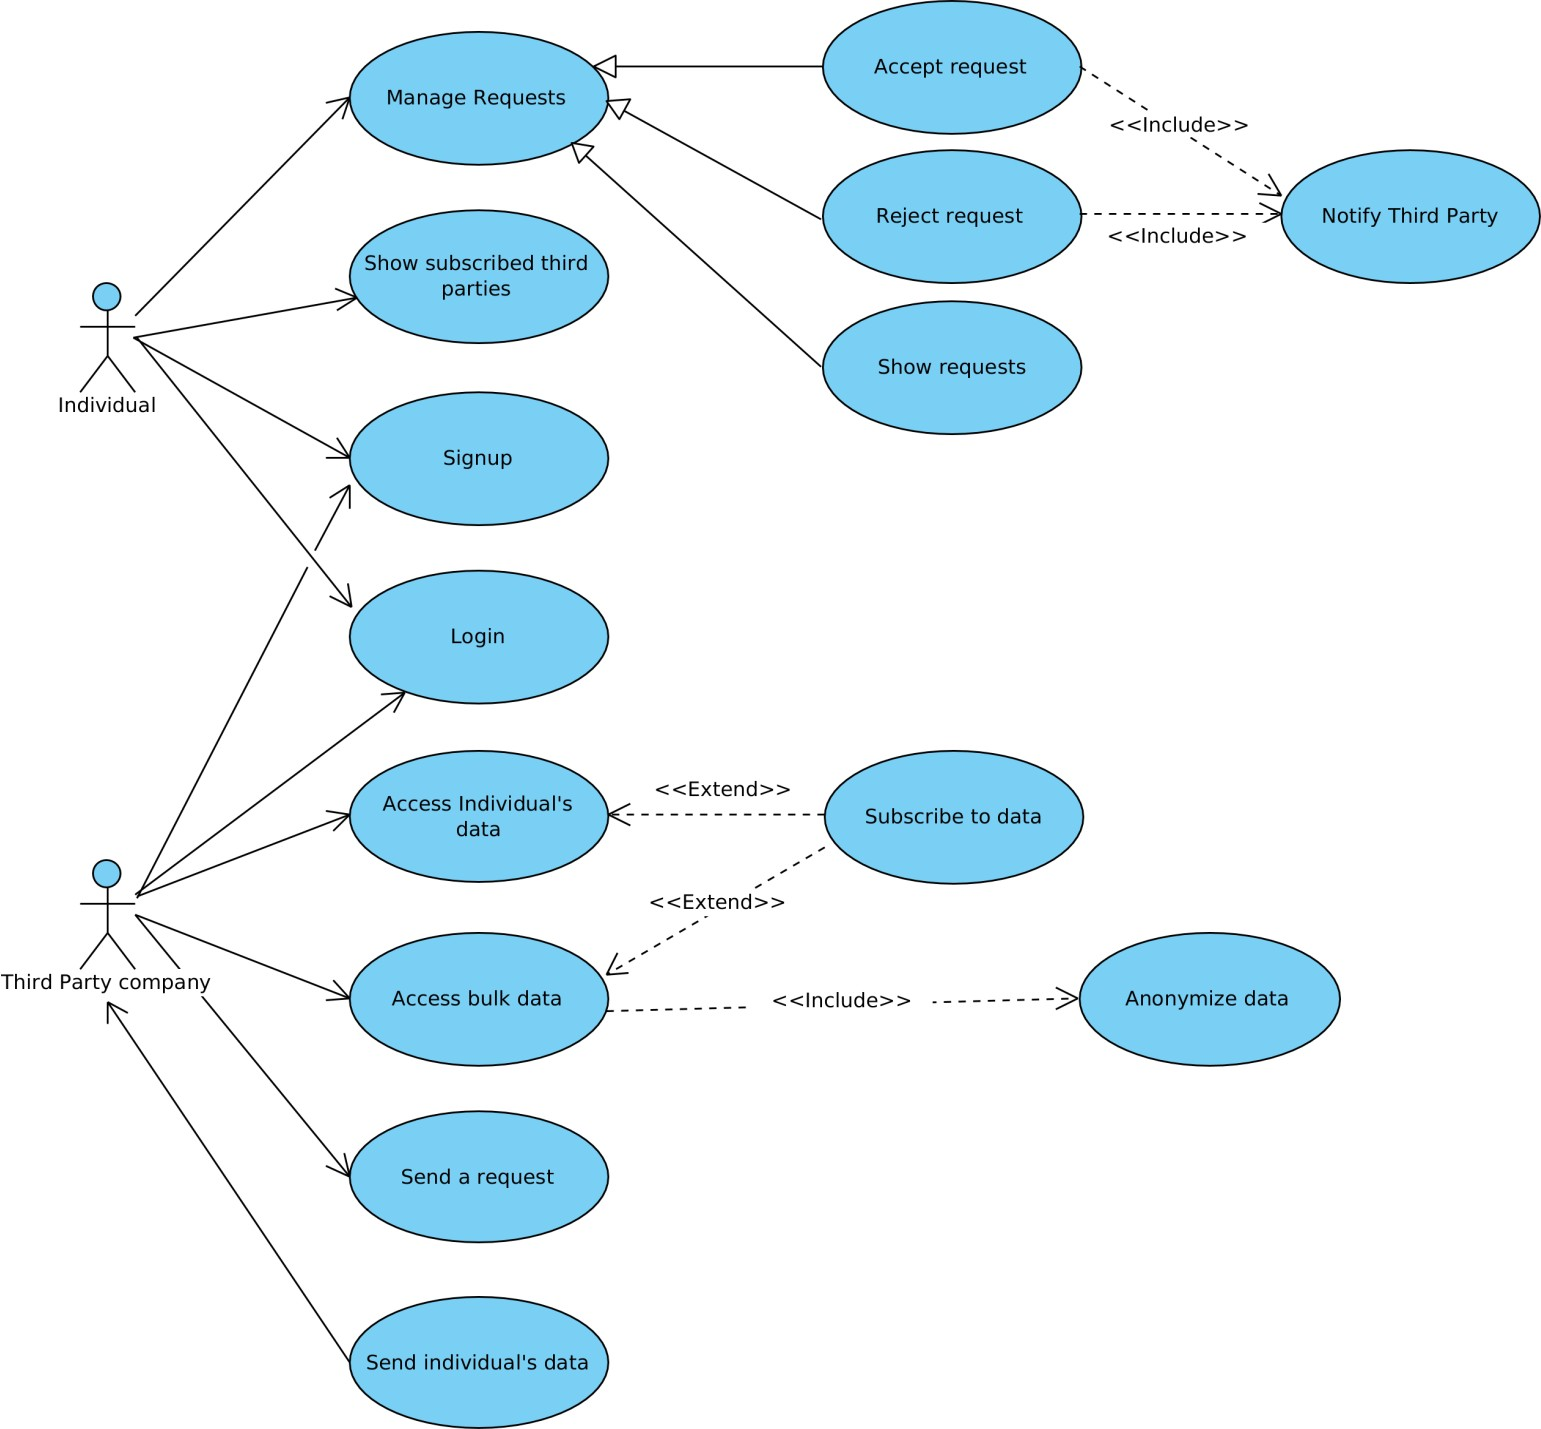 Accept request
Manage Requests
<<Include>>
Reject request
Notify Third Party
<<Include>>
Show subscribed third
parties
Show requests
Individual
Signup
Login
<<Extend>>
Access Individual's
data
Subscribe to data
<<Extend>>
Third Party company
Access bulk data
<<Include>>
Anonymize data
Send a request
Send individual's data